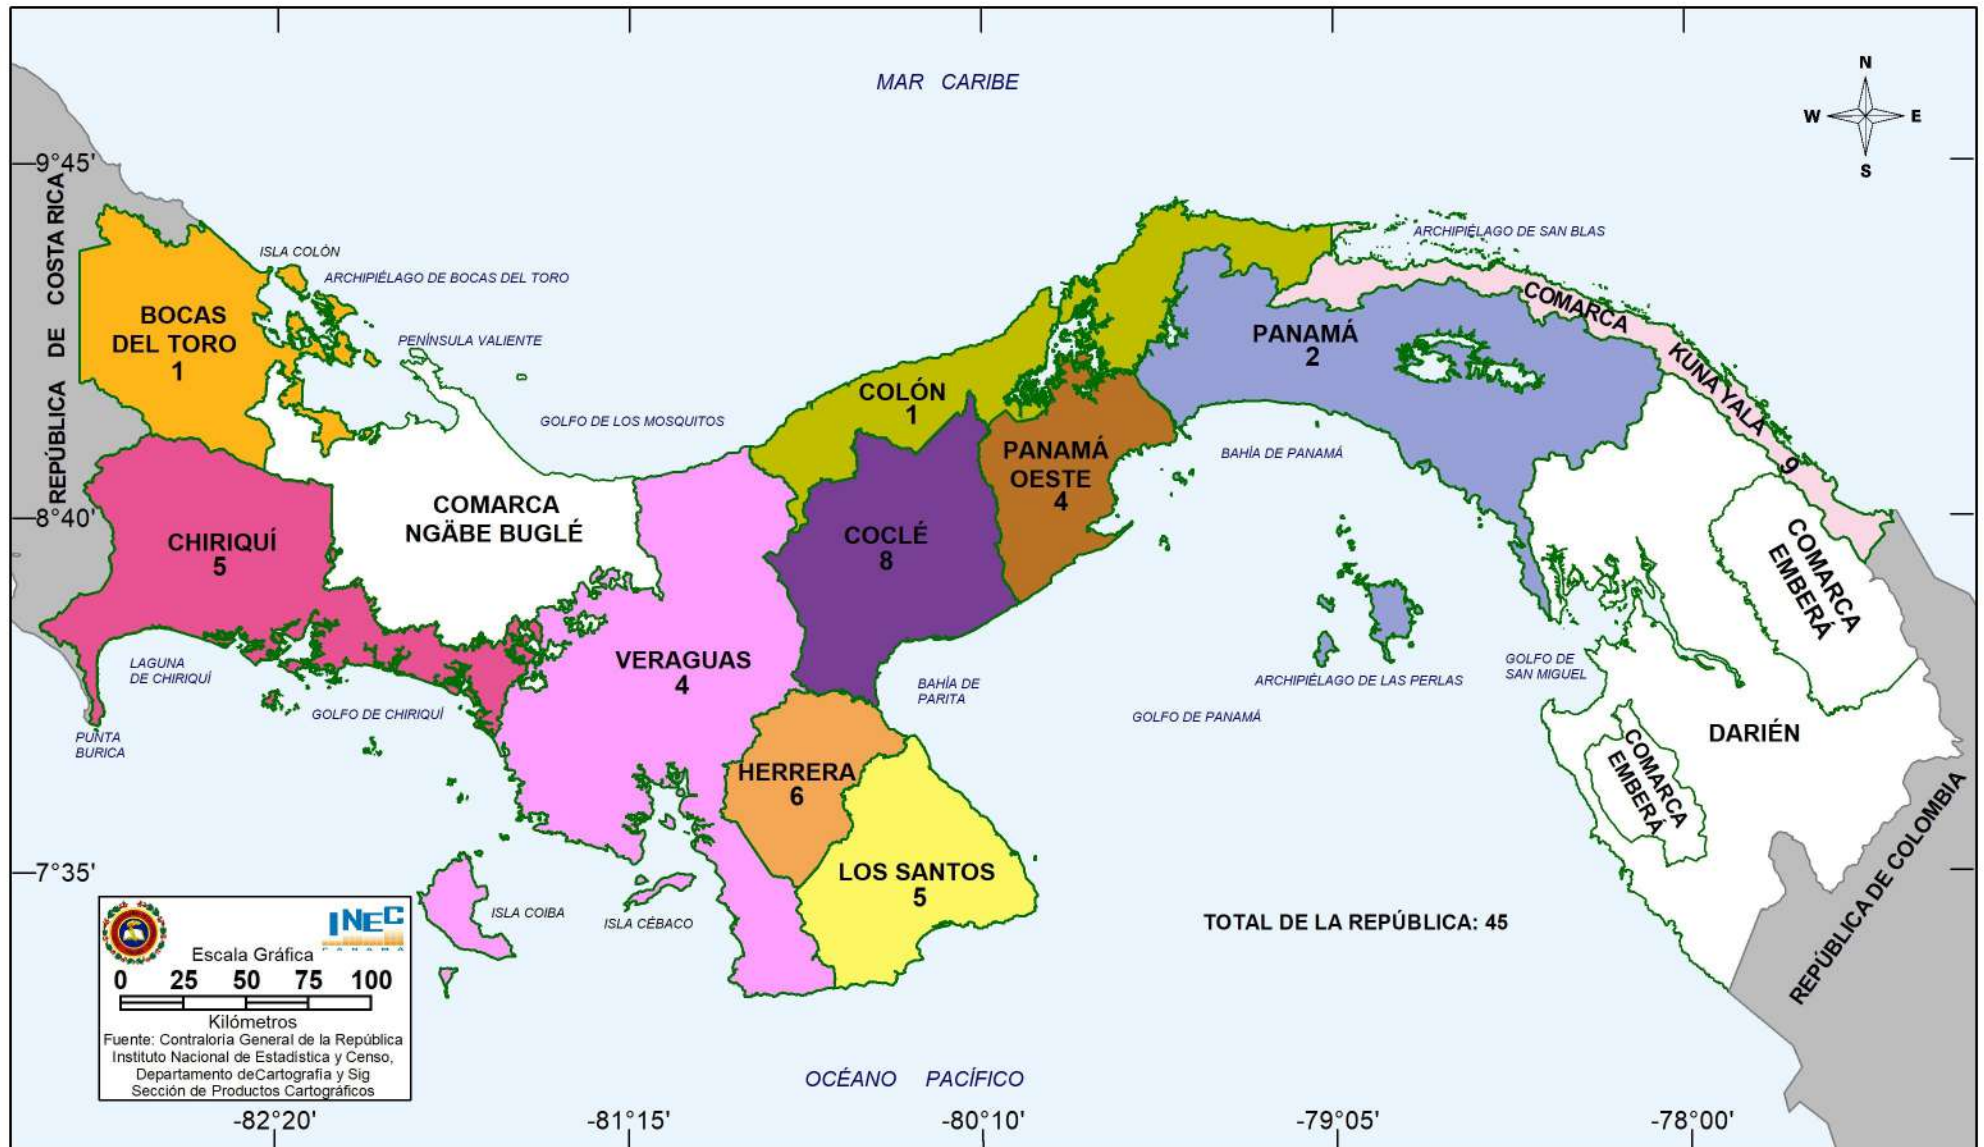 MAR CARIBE
N
W E
S
9°45'
8°40'
7°35'
REPÚBLICA DE COSTA RICA
ISLA COLÓN
ARCHIPIÉLAGO DE BOCAS DEL TORO
ARCHIPIÉLAGO DE SAN BLAS
BOCAS
DEL TORO
1
PENÍNSULA VALIENTE
GOLFO DE LOS MOSQUITOS
COLÓN
1
PANAMÁ
2
COMARCA
KUNA YALA
9
PANAMÁ
OESTE
4
BAHÍA DE PANAMÁ
CHIRIQUÍ
5
COMARCA
NGÄBE BUGLÉ
COCLÉ
8
COMARCA
EMBERÁ
VERAGUAS
4
LAGUNA
DE CHIRIQUÍ
GOLFO DE CHIRIQUÍ
PUNTA
BURICA
BAHÍA DE
PARITA
GOLFO DE PANAMÁ
ARCHIPIÉLAGO DE LAS PERLAS
GOLFO DE
SAN MIGUEL
DARIÉN
COMARCA
EMBERÁ
HERRERA
6
LOS SANTOS
5
ISLA COIBA
ISLA CÉBACO
TOTAL DE LA REPÚBLICA: 45
REPÚBLICA DE COLOMBIA
INEC
PANAMÁ
Escala Gráfica
0 25 50 75 100
Kilómetros
Fuente: Contraloría General de la República
Instituto Nacional de Estadística y Censo,
Departamento deCartografía y Sig
Sección de Productos Cartográficos
OCÉANO PACÍFICO
-82°20' -81°15' -80°10' -79°05' -78°00'